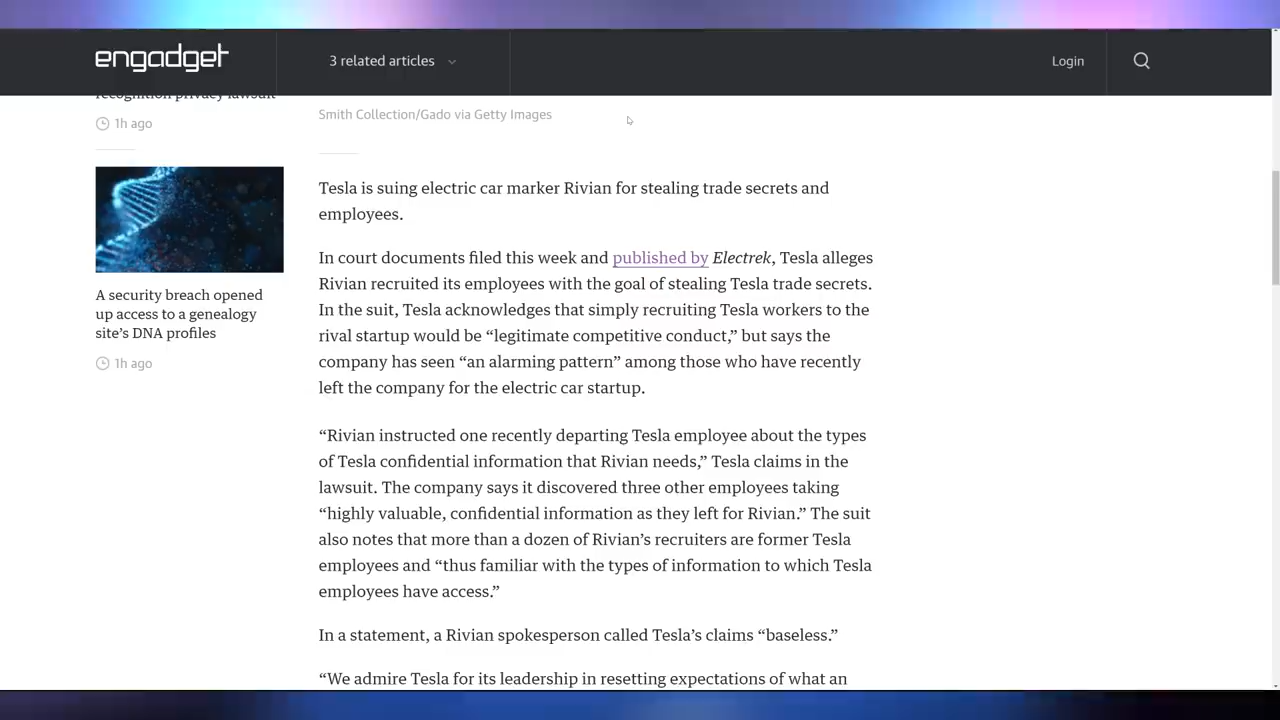 engadget
3 related articles
Login
recognition privacy lawsuit
1h ago
A security breach opened
up access to a genealogy
site’s DNA profiles
1h ago
Smith Collection/Gado via Getty Images
Tesla is suing electric car marker Rivian for stealing trade secrets and
employees.
In court documents filed this week and published by Electrek, Tesla alleges
Rivian recruited its employees with the goal of stealing Tesla trade secrets.
In the suit, Tesla acknowledges that simply recruiting Tesla workers to the
rival startup would be “legitimate competitive conduct,” but says the
company has seen “an alarming pattern” among those who have recently
left the company for the electric car startup.
“Rivian instructed one recently departing Tesla employee about the types
of Tesla confidential information that Rivian needs,” Tesla claims in the
lawsuit. The company says it discovered three other employees taking
“highly valuable, confidential information as they left for Rivian.” The suit
also notes that more than a dozen of Rivian’s recruiters are former Tesla
employees and “thus familiar with the types of information to which Tesla
employees have access.”
In a statement, a Rivian spokesperson called Tesla’s claims “baseless.”
“We admire Tesla for its leadership in resetting expectations of what an